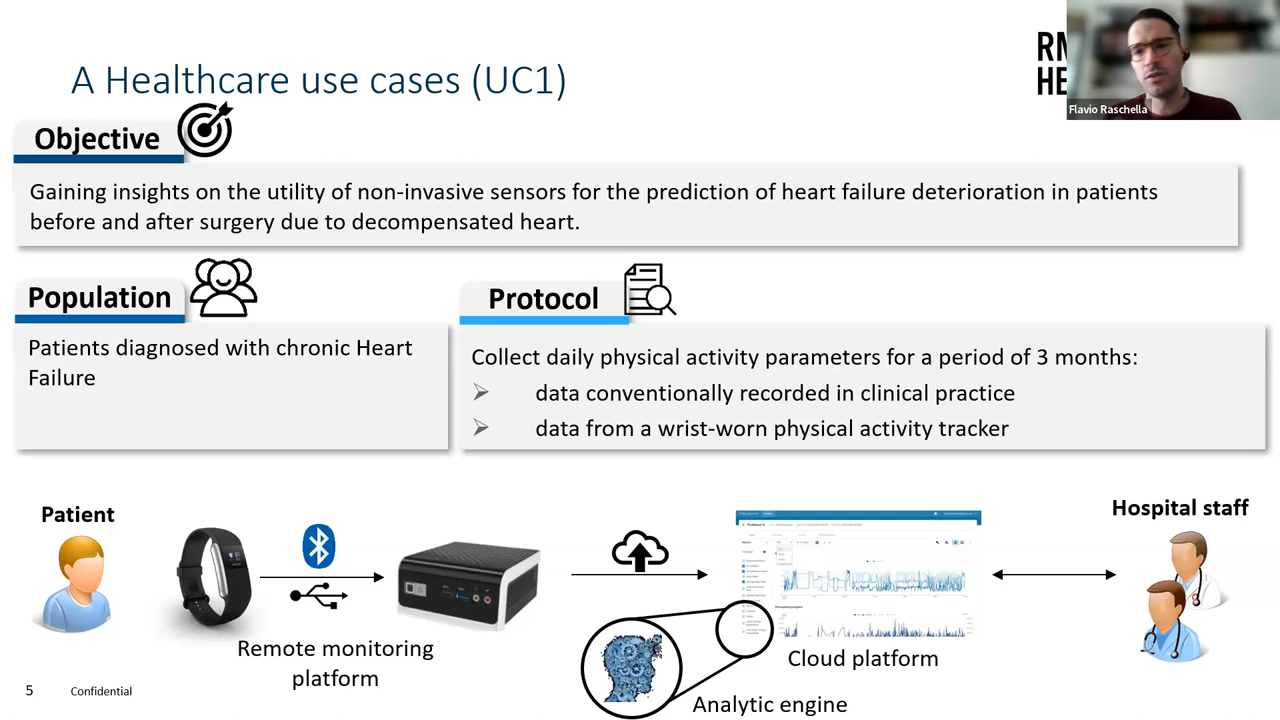 A Healthcare use cases (UC1)
RM
HE
Flavio Raschella
Objective
Gaining insights on the utility of non-invasive sensors for the prediction of heart failure deterioration in patients
before and after surgery due to decompensated heart.
Population
Patients diagnosed with chronic Heart
Failure
Protocol
Collect daily physical activity parameters for a period of 3 months:
data conventionally recorded in clinical practice
data from a wrist-worn physical activity tracker
Patient
Hospital staff
Remote monitoring
platform
Cloud platform
Analytic engine
5
Confidential